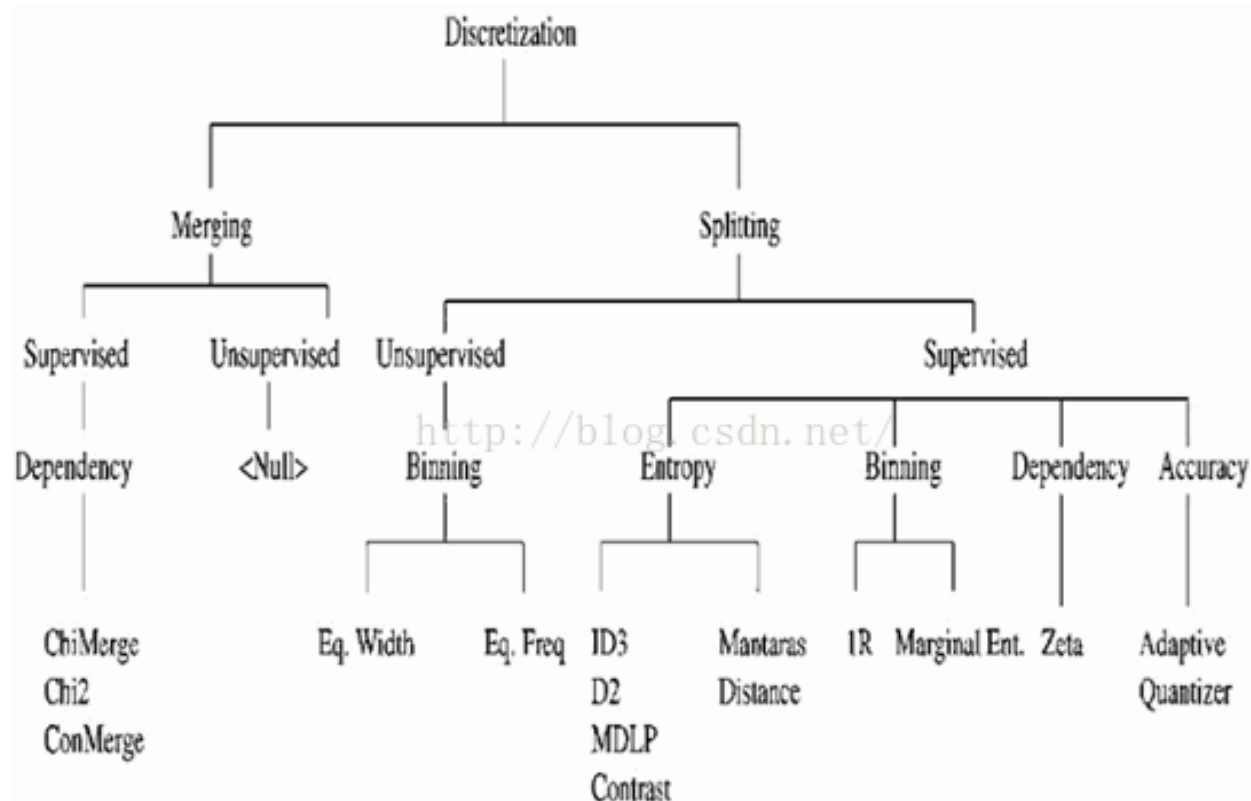 Discretization
Merging Splitting
Supervised Unsupervised Unsupervised Supervised
http://blog.csdn.net/
Dependency <Null> Binning Entropy Binning Dependency Accuracy
ChiMerge Eq. Width Eq. Freq ID3 Mantaras 1R Marginal Ent. Zeta Adaptive
Chi2 D2 Distance Quantizer
ConMerge MDLP
Contrast